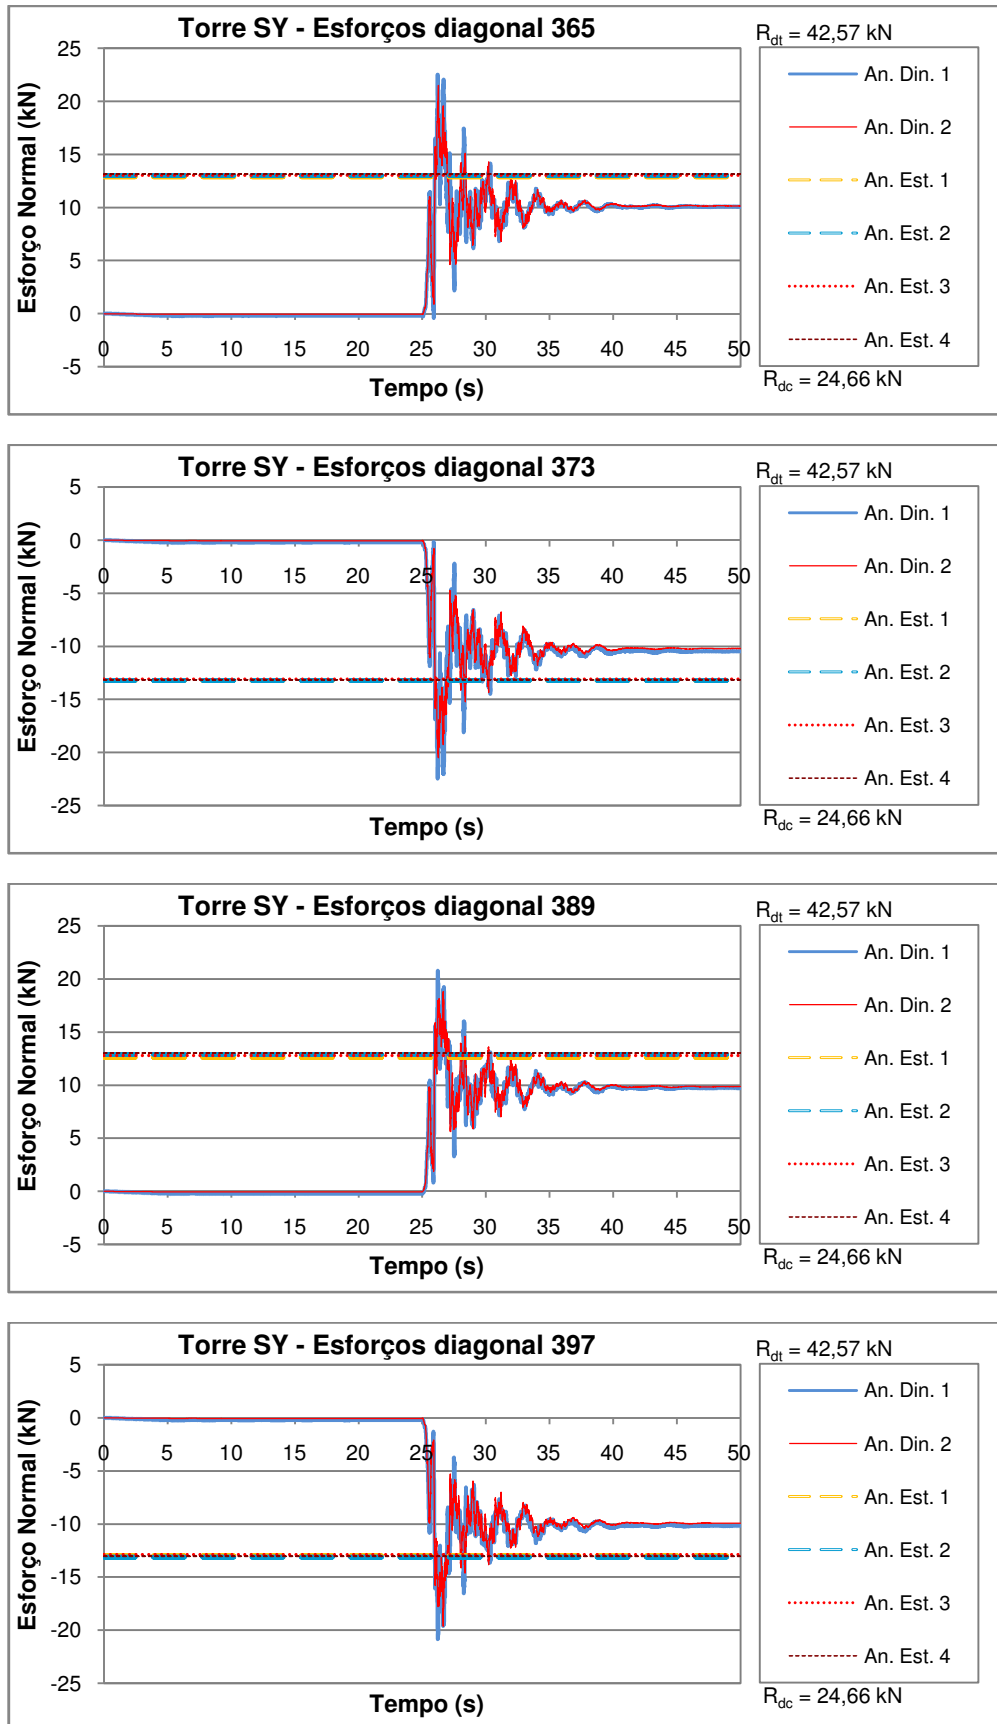 Torre SY - Esforços diagonal 365
R_dt = 42,57 kN
Esforço Normal (kN)
25
20
15
10
5
0
-5
0 5 10 15 20 25 30 35 40 45 50
Tempo (s)
An. Din. 1
An. Din. 2
An. Est. 1
An. Est. 2
An. Est. 3
An. Est. 4
R_dc = 24,66 kN
Torre SY - Esforços diagonal 373
R_dt = 42,57 kN
Esforço Normal (kN)
5
0
-5
-10
-15
-20
-25
0 5 10 15 20 25 30 35 40 45 50
Tempo (s)
An. Din. 1
An. Din. 2
An. Est. 1
An. Est. 2
An. Est. 3
An. Est. 4
R_dc = 24,66 kN
Torre SY - Esforços diagonal 389
R_dt = 42,57 kN
Esforço Normal (kN)
25
20
15
10
5
0
-5
0 5 10 15 20 25 30 35 40 45 50
Tempo (s)
An. Din. 1
An. Din. 2
An. Est. 1
An. Est. 2
An. Est. 3
An. Est. 4
R_dc = 24,66 kN
Torre SY - Esforços diagonal 397
R_dt = 42,57 kN
Esforço Normal (kN)
5
0
-5
-10
-15
-20
-25
0 5 10 15 20 25 30 35 40 45 50
Tempo (s)
An. Din. 1
An. Din. 2
An. Est. 1
An. Est. 2
An. Est. 3
An. Est. 4
R_dc = 24,66 kN